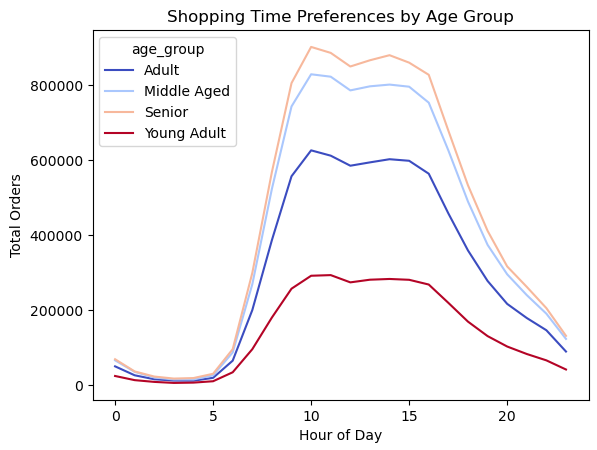 Shopping Time Preferences by Age Group
age_group
Adult
Middle Aged
Senior
Young Adult
800000
600000
400000
200000
0
Total Orders
0 5 10 15 20
Hour of Day